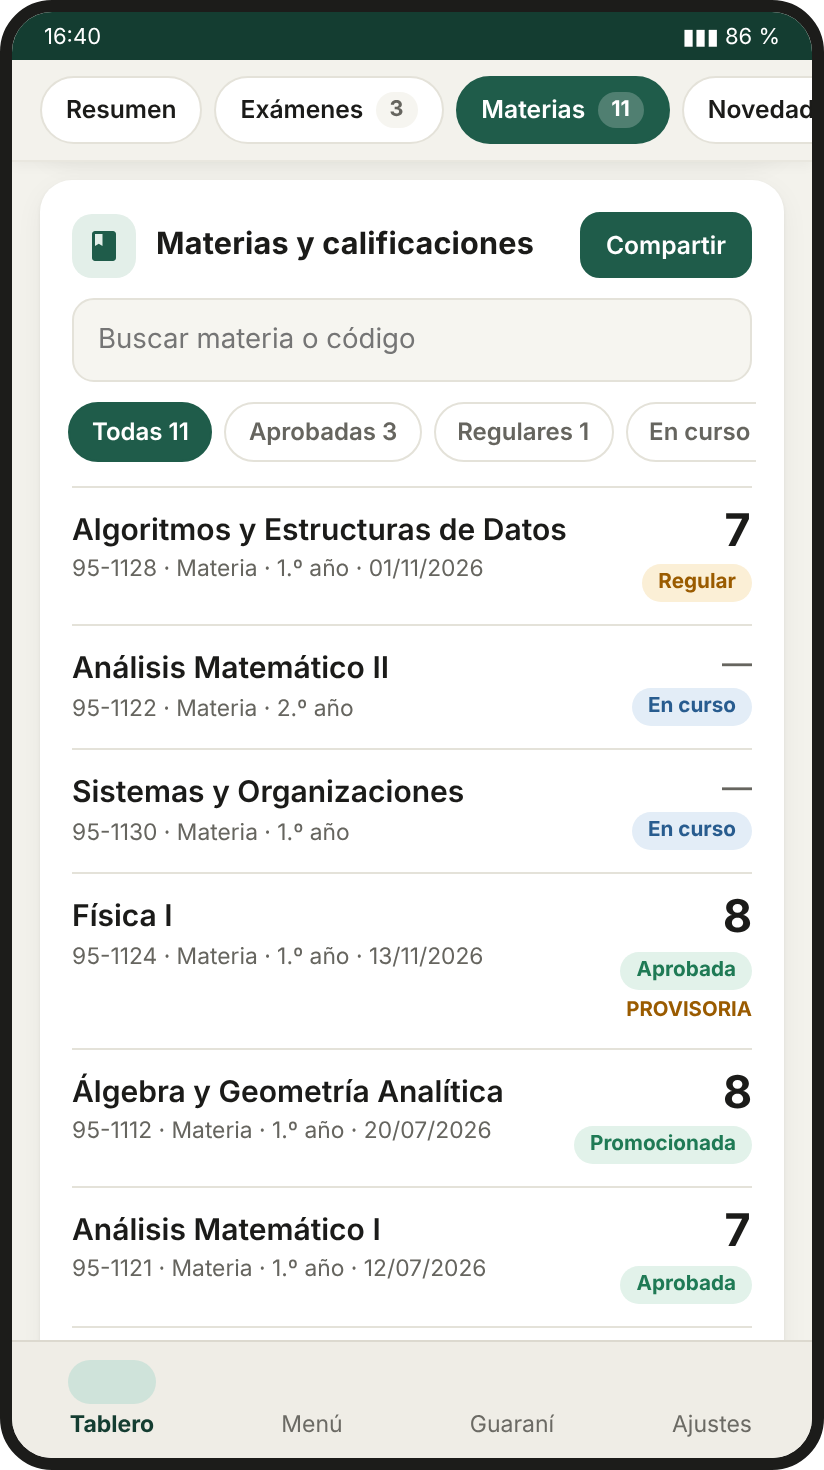 16:40 86 %
Resumen Exámenes 3 Materias 11 Novedad
Materias y calificaciones Compartir
Buscar materia o código
Todas 11 Aprobadas 3 Regulares 1 En curso
Algoritmos y Estructuras de Datos 7
95-1128 · Materia · 1.º año · 01/11/2026 Regular
Análisis Matemático II —
95-1122 · Materia · 2.º año En curso
Sistemas y Organizaciones —
95-1130 · Materia · 1.º año En curso
Física I 8
95-1124 · Materia · 1.º año · 13/11/2026 Aprobada
PROVISORIA
Álgebra y Geometría Analítica 8
95-1112 · Materia · 1.º año · 20/07/2026 Promocionada
Análisis Matemático I 7
95-1121 · Materia · 1.º año · 12/07/2026 Aprobada
Tablero Menú Guaraní Ajustes